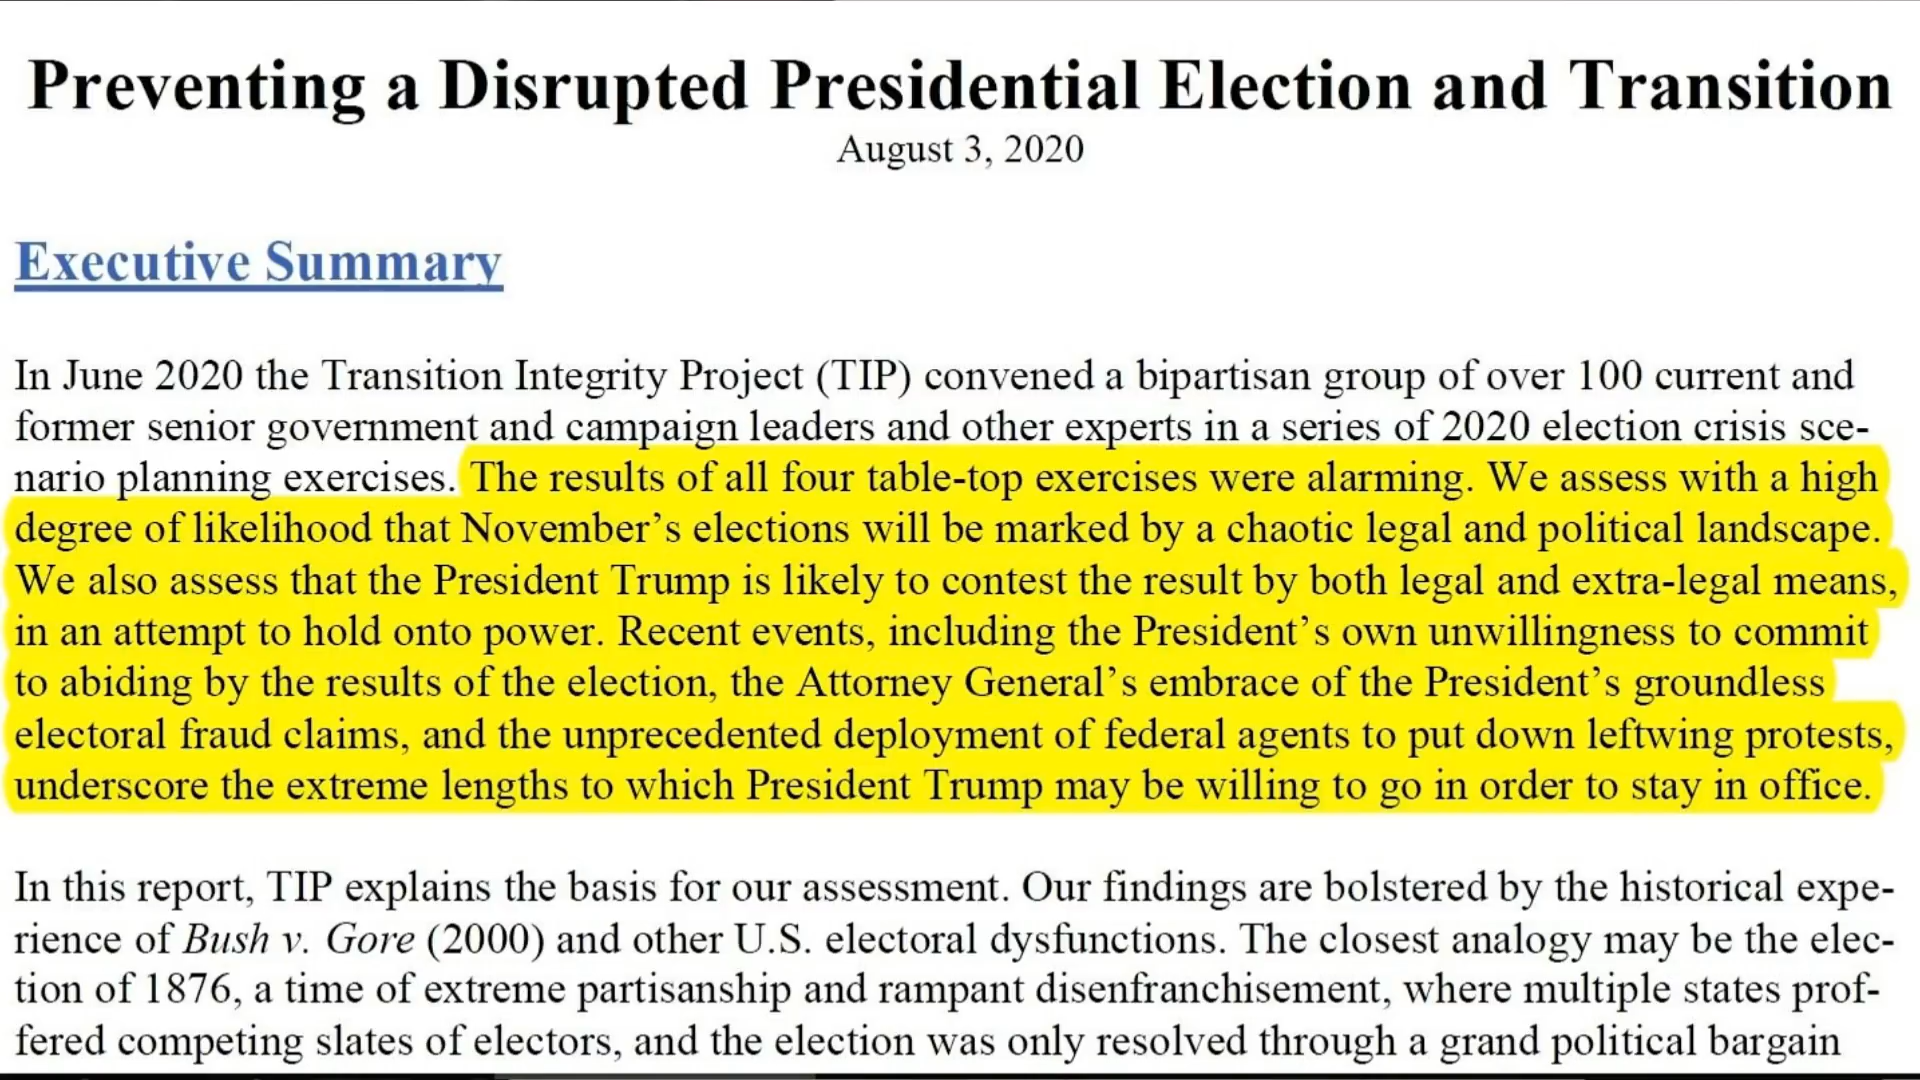 Preventing a Disrupted Presidential Election and Transition
August 3, 2020
Executive Summary
In June 2020 the Transition Integrity Project (TIP) convened a bipartisan group of over 100 current and
former senior government and campaign leaders and other experts in a series of 2020 election crisis sce-
nario planning exercises. The results of all four table-top exercises were alarming. We assess with a high
degree of likelihood that November’s elections will be marked by a chaotic legal and political landscape.
We also assess that the President Trump is likely to contest the result by both legal and extra-legal means,
in an attempt to hold onto power. Recent events, including the President’s own unwillingness to commit
to abiding by the results of the election, the Attorney General’s embrace of the President’s groundless
electoral fraud claims, and the unprecedented deployment of federal agents to put down leftwing protests,
underscore the extreme lengths to which President Trump may be willing to go in order to stay in office.
In this report, TIP explains the basis for our assessment. Our findings are bolstered by the historical expe-
rience of Bush v. Gore (2000) and other U.S. electoral dysfunctions. The closest analogy may be the elec-
tion of 1876, a time of extreme partisanship and rampant disenfranchisement, where multiple states prof-
fered competing slates of electors, and the election was only resolved through a grand political bargain